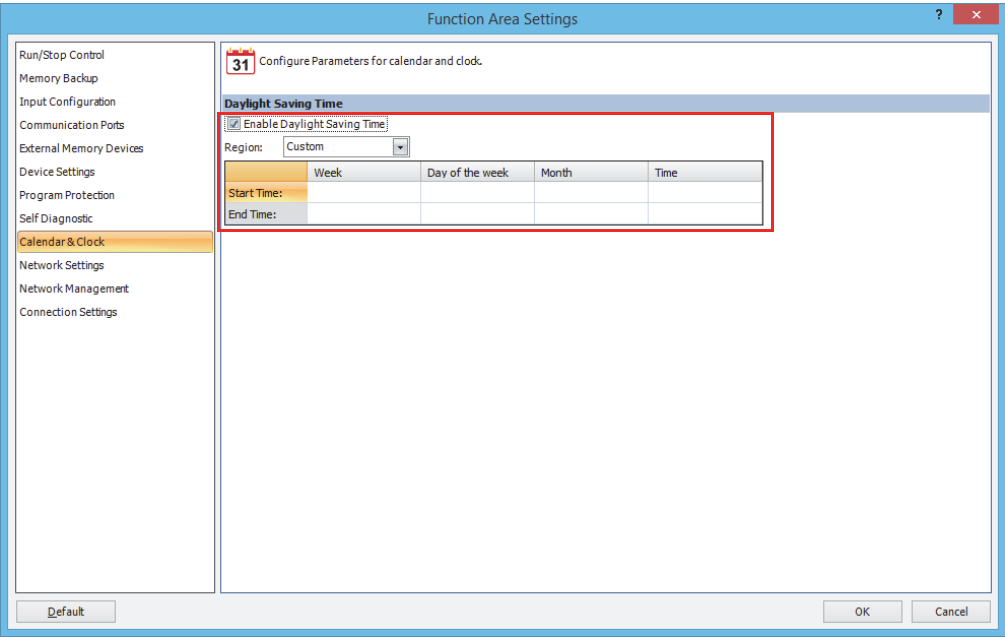 Function Area Settings
?
Run/Stop Control
Memory Backup
Input Configuration
Communication Ports
External Memory Devices
Device Settings
Program Protection
Self Diagnostic
Calendar & Clock
Network Settings
Network Management
Connection Settings
31 Configure Parameters for calendar and clock.
Daylight Saving Time
Enable Daylight Saving Time
Region: Custom
Week Day of the week Month Time
Start Time:
End Time:
Default OK Cancel